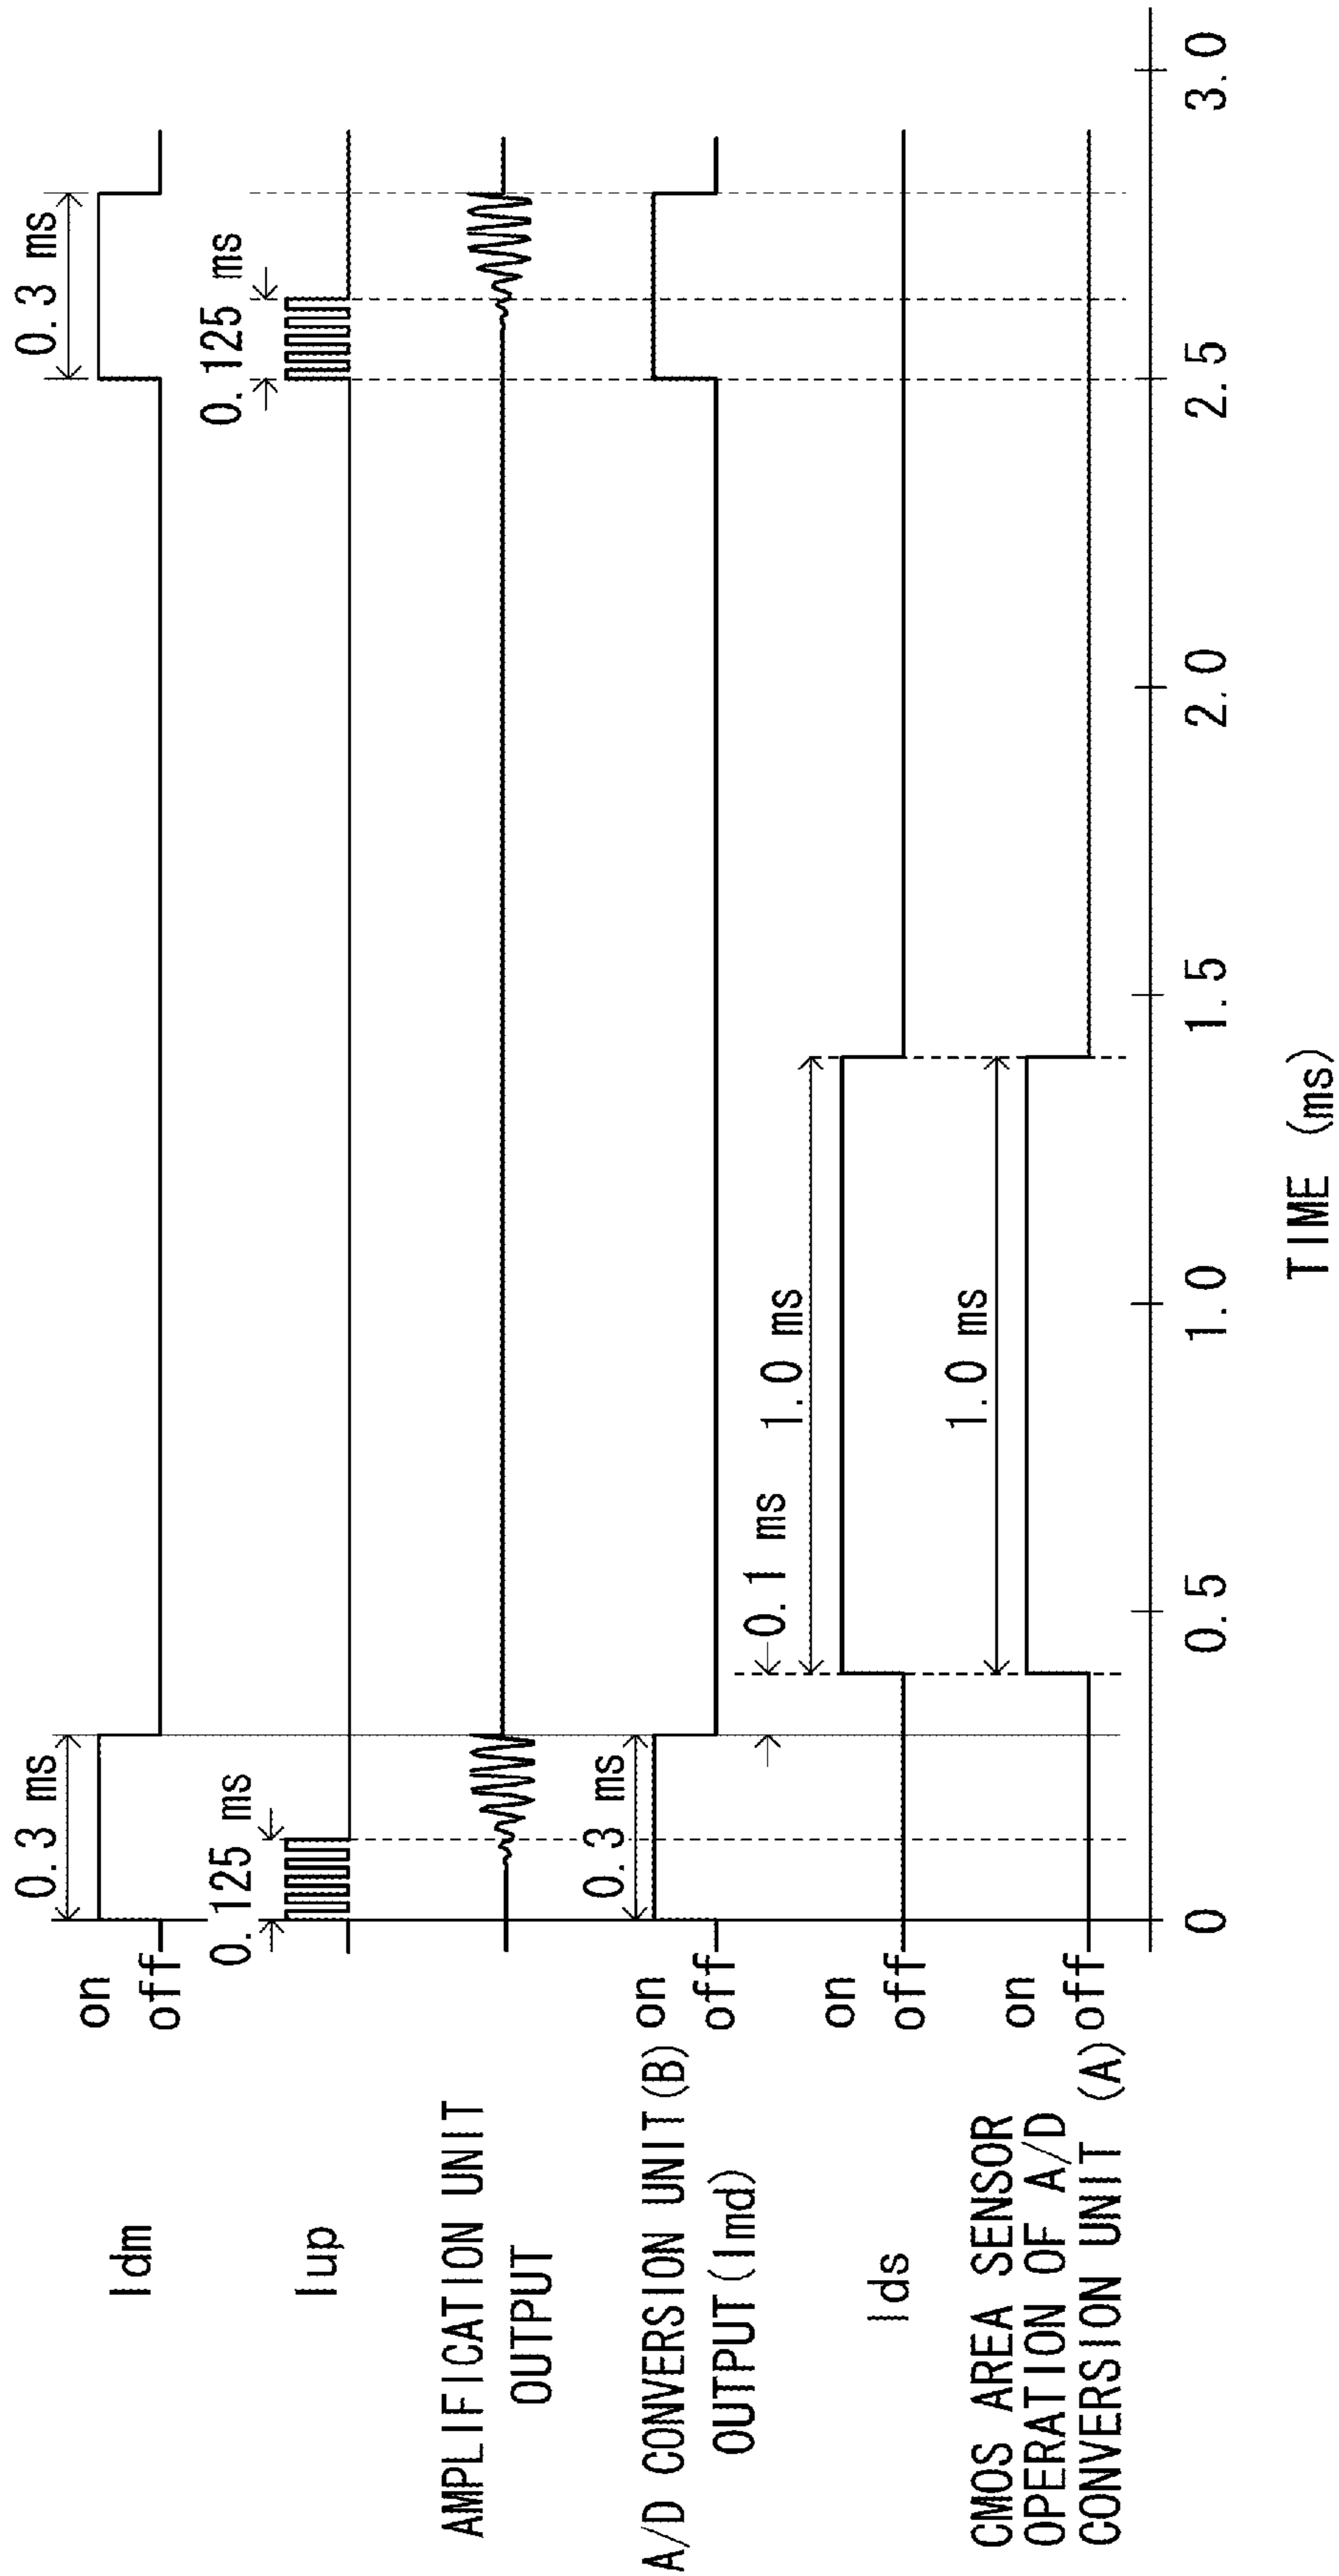 0.3 ms
0.3 ms
Idm
on
off
0.125 ms
0.125 ms
Iup
AMPLIFICATION UNIT
OUTPUT
0.3 ms
A/D CONVERSION UNIT(B)
OUTPUT(Imd)
on
off
0.1 ms
1.0 ms
Ids
on
off
1.0 ms
CMOS AREA SENSOR
OPERATION OF A/D
CONVERSION UNIT (A)
on
off
0
0.5
1.0
1.5
2.0
2.5
3.0
TIME (ms)